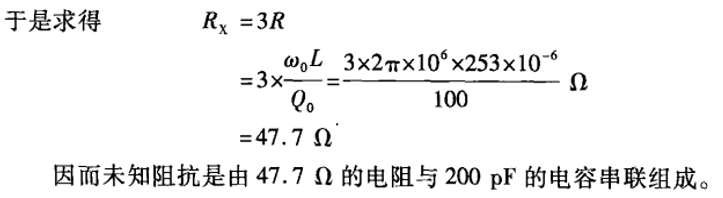 于是求得 R_X = 3R
= 3× ω₀L / Q₀ = 3×2π×10⁶×253×10⁻⁶ / 100 Ω
= 47.7 Ω
因而未知阻抗是由 47.7 Ω 的电阻与 200 pF 的电容串联组成。